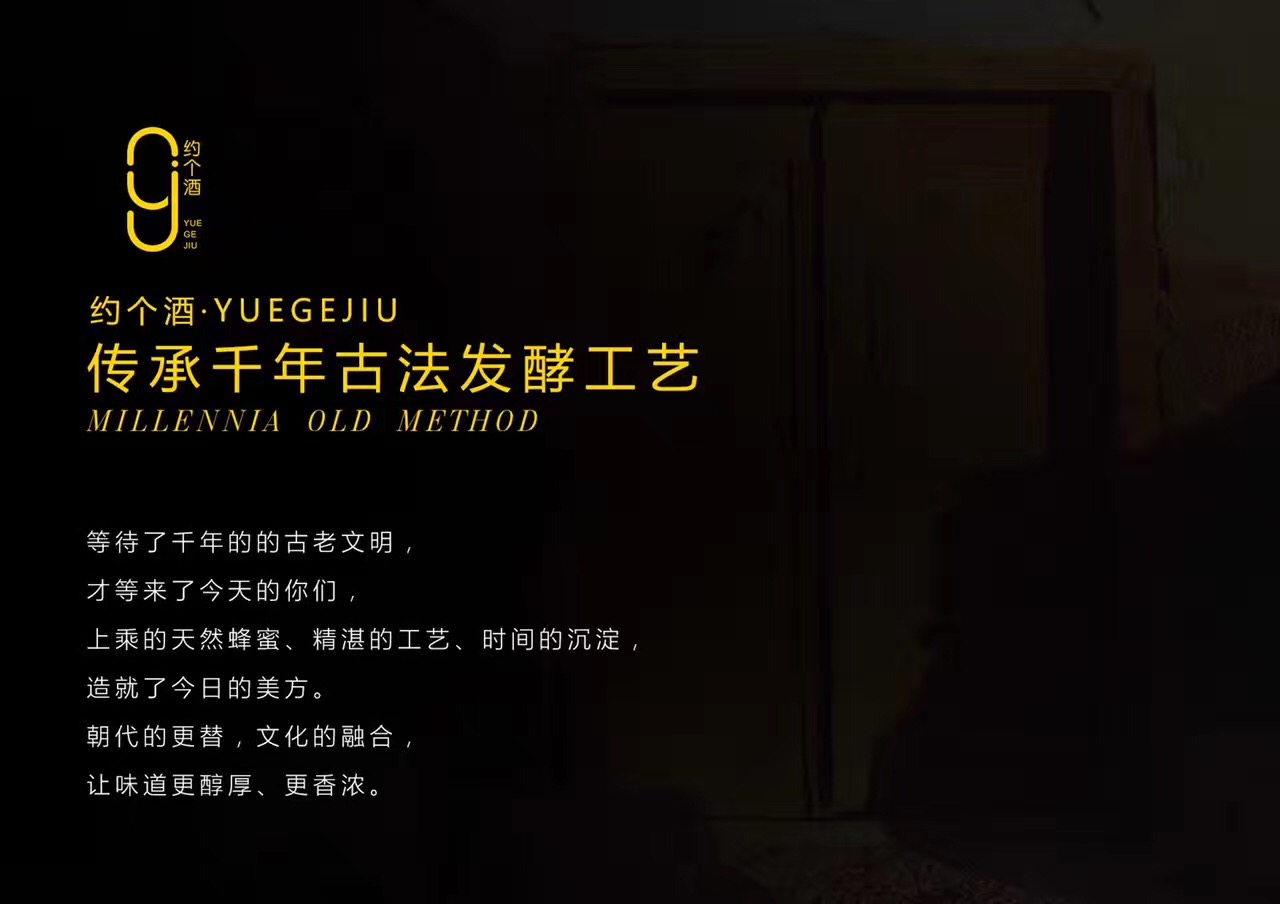 约
个
酒
YUE
GE
JIU
约个酒·YUEGEJIU
传承千年古法发酵工艺
MILLENNIA OLD METHOD
等待了千年的的古老文明，
才等来了今天的你们，
上乘的天然蜂蜜、精湛的工艺、时间的沉淀，
造就了今日的美方。
朝代的更替，文化的融合，
让味道更醇厚、更香浓。